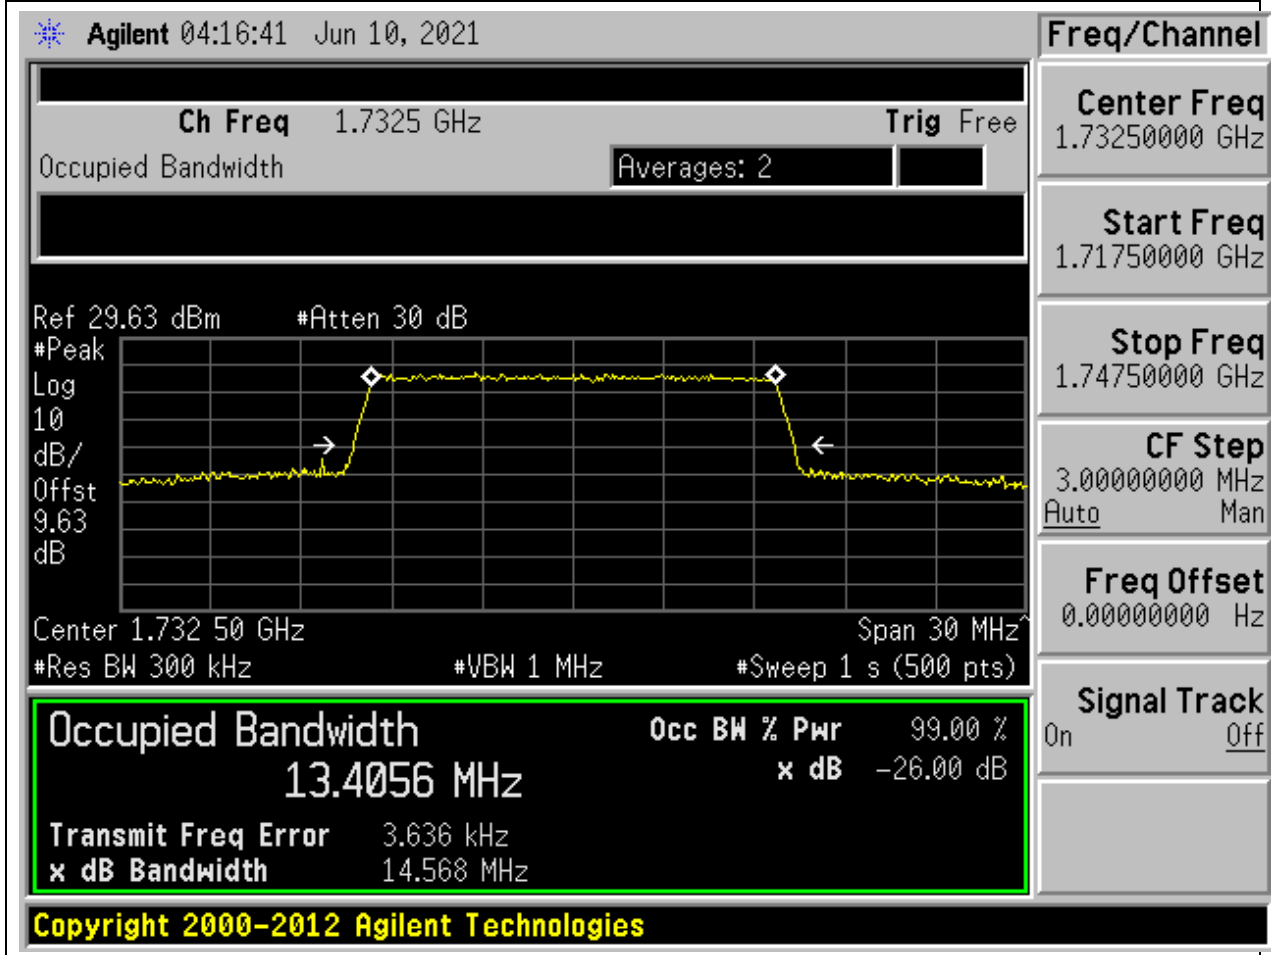 Agilent 04:16:41 Jun 10, 2021
Freq/Channel
Ch Freq 1.7325 GHz Trig Free
Occupied Bandwidth Averages: 2
Center Freq
1.73250000 GHz
Start Freq
1.71750000 GHz
Stop Freq
1.74750000 GHz
CF Step
3.00000000 MHz
Auto Man
Freq Offset
0.00000000 Hz
Signal Track
On Off
Ref 29.63 dBm #Atten 30 dB
#Peak
Log
10
dB/
Offst
9.63
dB
Center 1.732 50 GHz Span 30 MHz^
#Res BW 300 kHz #VBW 1 MHz #Sweep 1 s (500 pts)
Occupied Bandwidth Occ BW % Pwr 99.00 %
13.4056 MHz x dB -26.00 dB
Transmit Freq Error 3.636 kHz
x dB Bandwidth 14.568 MHz
Copyright 2000-2012 Agilent Technologies